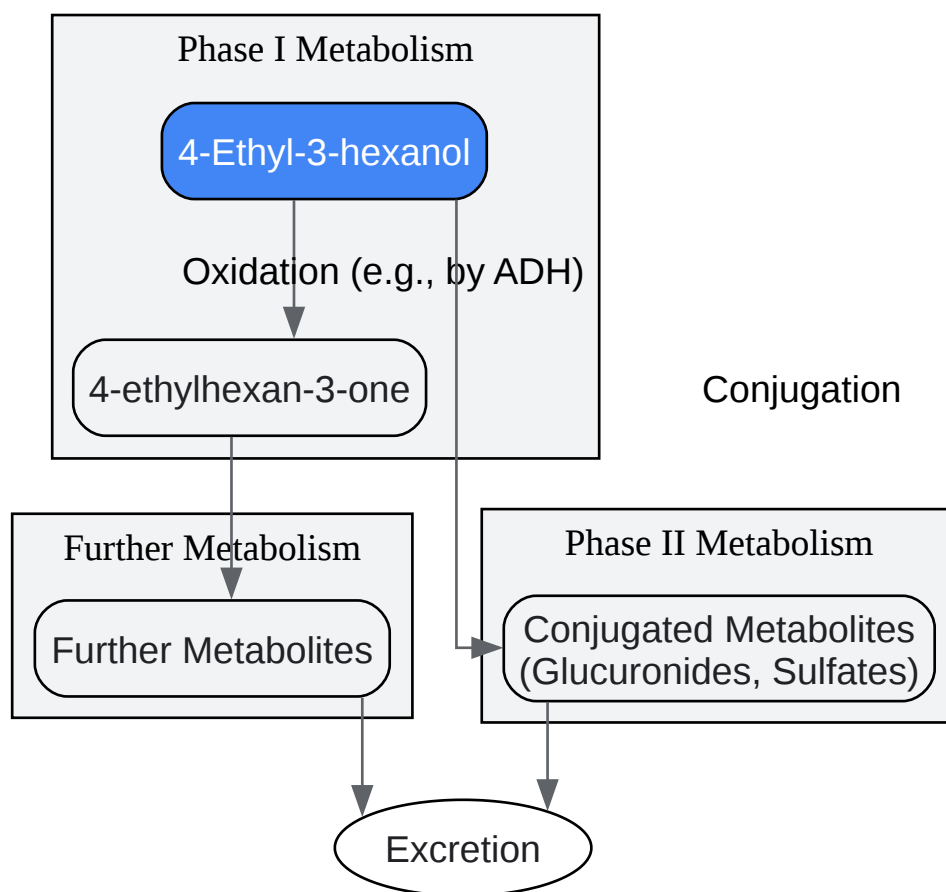 Phase I Metabolism
4-Ethyl-3-hexanol
Oxidation (e.g., by ADH)
4-ethylhexan-3-one
Conjugation
Further Metabolism
Further Metabolites
Phase II Metabolism
Conjugated Metabolites
(Glucuronides, Sulfates)
Excretion